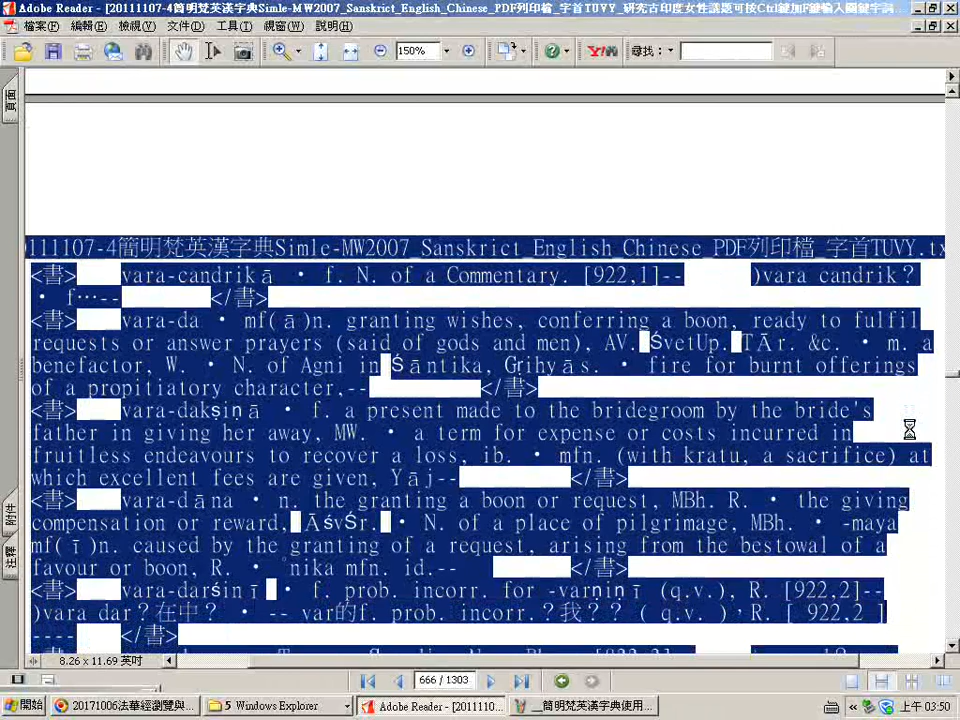 Adobe Reader - [20111107-4簡明梵英漢字典Simle-MW2007_Sanskrict_English_Chinese_PDF列印檔_字首TUVY_研究古印度女性議題可按Ctrl鍵加F鍵輸入關鍵字詞
檔案(F) 編輯(E) 檢視(V) 文件(D) 工具(T) 視窗(W) 說明(H)
150% Y! 尋找:
頁面
111107-4簡明梵英漢字典Simle-MW2007_Sanskrict_English_Chinese_PDF列印檔_字首TUVY.tx
<書> vara-candrikā • f. N. of a Commentary. [922,1]-- )vara candrik?
• f…-- </書>
<書> vara-da • mf(ā)n. granting wishes, conferring a boon, ready to fulfil
requests or answer prayers (said of gods and men), AV. ŚvetUp. TĀr. &c. • m. a
benefactor, W. • N. of Agni in Śāntika, Gṛihyās. • fire for burnt offerings
of a propitiatory character,-- </書>
<書> vara-dakṣiṇā • f. a present made to the bridegroom by the bride's
father in giving her away, MW. • a term for expense or costs incurred in
fruitless endeavours to recover a loss, ib. • mfn. (with kratu, a sacrifice) at
which excellent fees are given, Yāj-- </書>
<書> vara-dāna • n. the granting a boon or request, MBh. R. • the giving
compensation or reward, ĀśvŚr. • N. of a place of pilgrimage, MBh. • -maya
mf(ī)n. caused by the granting of a request, arising from the bestowal of a
favour or boon, R. • °nika mfn. id.-- </書>
<書> vara-darśinī • f. prob. incorr. for -varṇinī (q.v.), R. [922,2]--
)vara dar?在中? • -- var的f. prob. incorr.?我?? ( q.v. ),R. [ 922,2 ]
---- </書>
附件
注釋
8.26 x 11.69 英吋
666 / 1303
開始 20171006法華經瀏覽與... 5 Windows Explorer Adobe Reader - [2011110... __簡明梵英漢字典使用... 上午 03:50